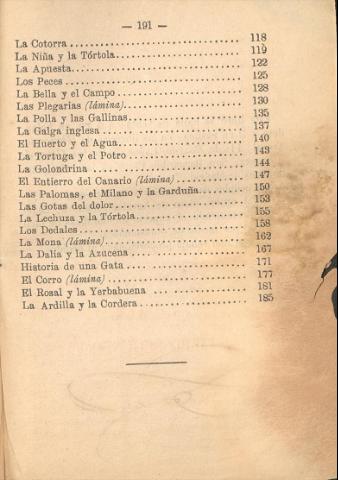 — 191 —
La Cotorra........................ 118
La Niña y la Tórtola................ 119
La Apuesta........................ 122
Los Peces........................ 125
La Bella y el Campo................ 128
Las Plegarias (lámina)................ 130
La Polla y las Gallinas................ 135
La Galga inglesa................ 137
El Huerto y el Agua................ 140
La Tortuga y el Potro................ 143
La Golondrina................ 144
El Entierro del Canario (lámina)............ 147
Las Palomas, el Milano y la Garduña........ 150
Las Gotas del dolor................ 153
La Lechuza y la Tórtola................ 155
Los Dedales........................ 158
La Mona (lámina)................ 162
La Dalia y la Azucena................ 167
Historia de una Gata................ 171
El Corro (lámina)................ 177
El Rosal y la Yerbabuena ................ 181
La Ardilla y la Cordera................ 185